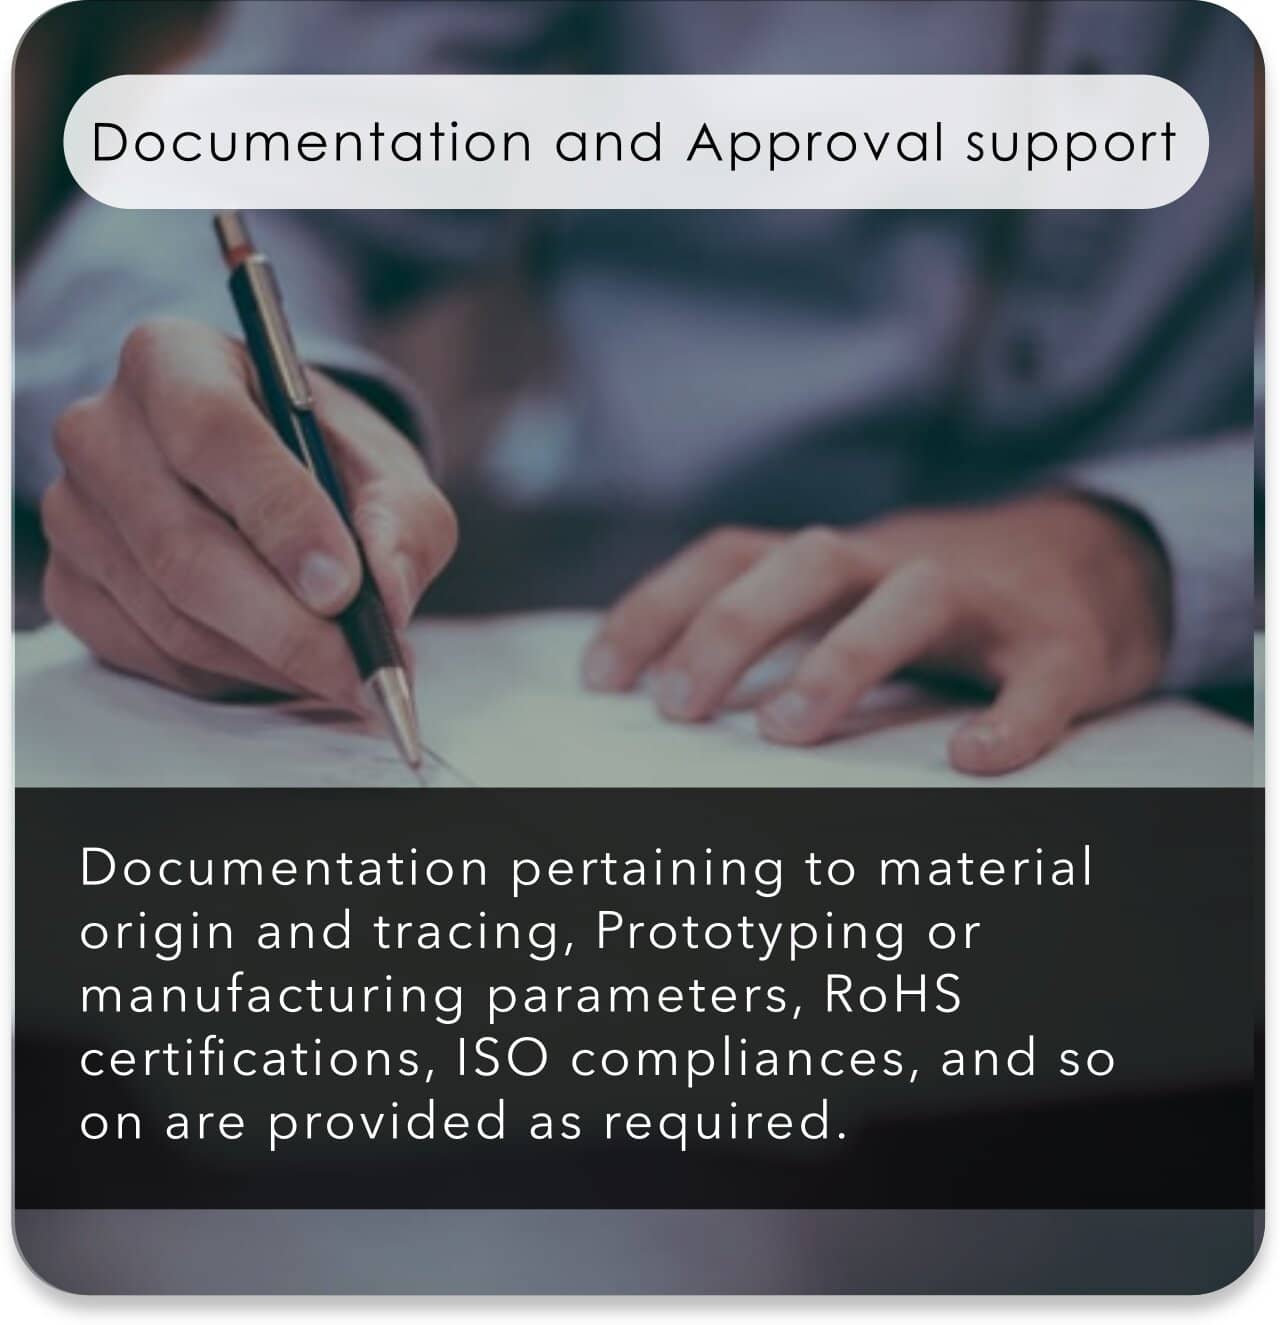 Documentation and Approval support
Documentation pertaining to material
origin and tracing, Prototyping or
manufacturing parameters, RoHS
certifications, ISO compliances, and so
on are provided as required.